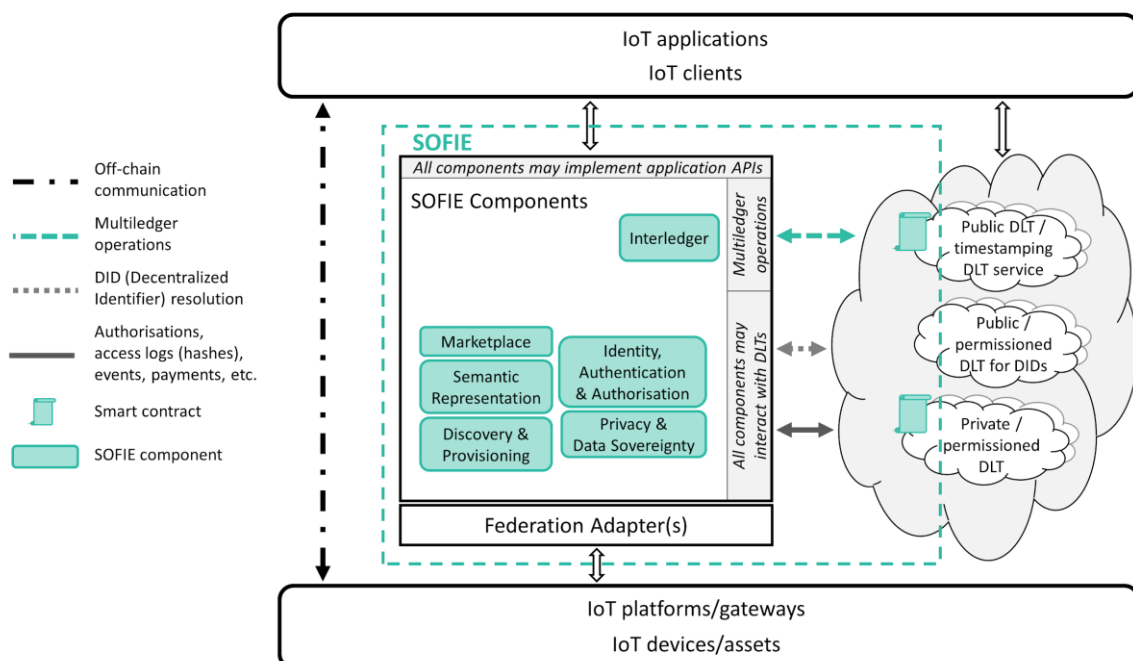 IoT applications
IoT clients
SOFIE
All components may implement application APIs
SOFIE Components
Interledger
Multiledger
operations
Marketplace
Semantic
Representation
Discovery &
Provisioning
Identity,
Authentication
& Authorisation
Privacy &
Data Sovereignty
All components may
interact with DLTs
Federation Adapter(s)
Public DLT /
timestamping
DLT service
Public /
permissioned
DLT for DIDs
Private /
permissioned
DLT
Off-chain
communication
Multiledger
operations
DID (Decentralized
Identifier) resolution
Authorisations,
access logs (hashes),
events, payments, etc.
Smart contract
SOFIE component
IoT platforms/gateways
IoT devices/assets